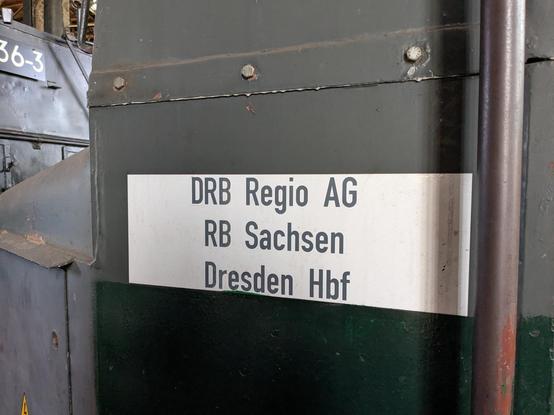 36-3
DRB Regio AG
RB Sachsen
Dresden Hbf